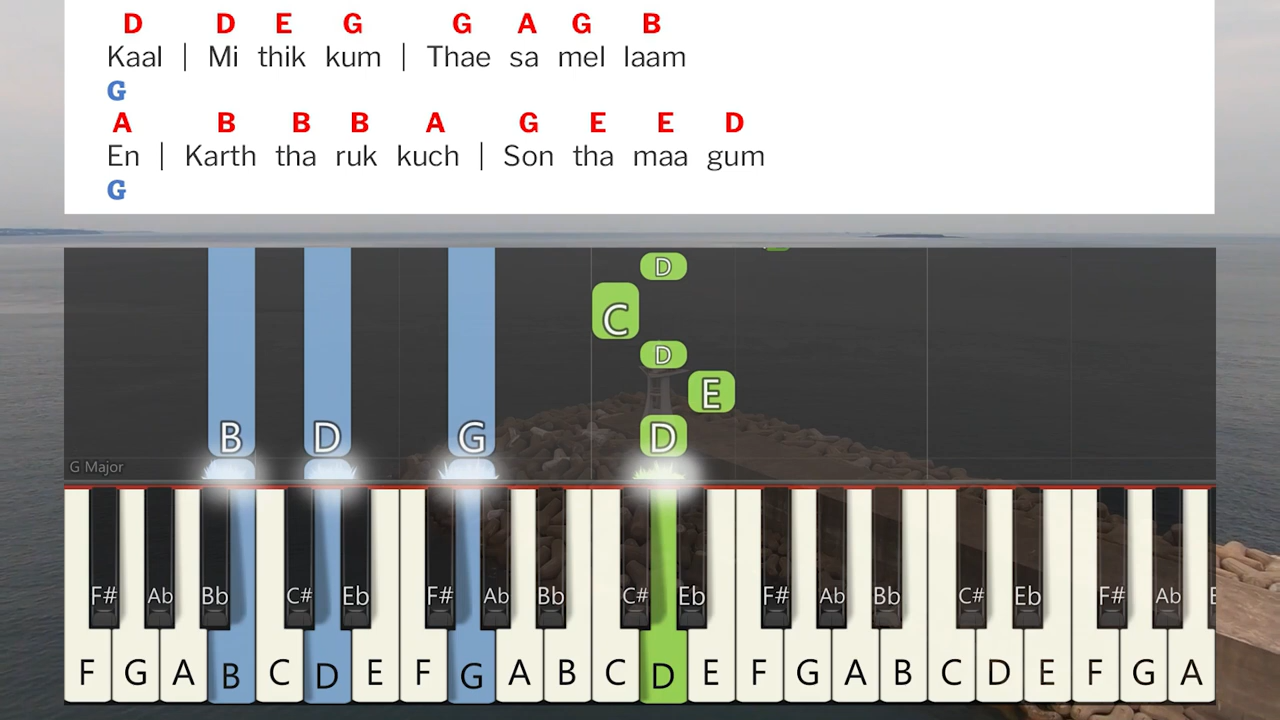 D D E G G A G B
Kaal | Mi thik kum | Thae sa mel laam
G
A B B B A G E E D
En | Karth tha ruk kuch | Son tha maa gum
G
D
C
D
E
B D G D
G Major
F# Ab Bb C# Eb F# Ab Bb C# Eb F# Ab Bb C# Eb F# Ab
F G A B C D E F G A B C D E F G A B C D E F G A